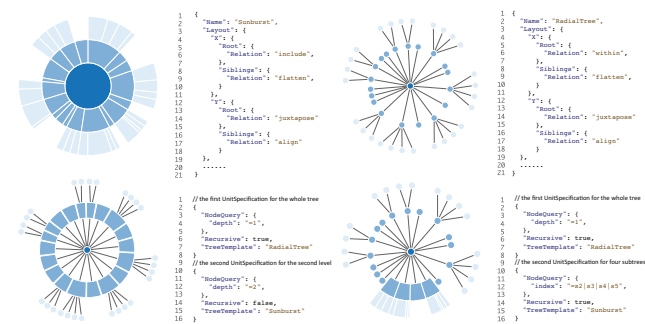 1 {
2 "Name": "Sunburst",
3 "Layout": {
4 "X": {
5 "Root": {
6 "Relation": "include",
7 },
8 "Siblings": {
9 "Relation": "flatten",
10 }
11 },
12 "Y": {
13 "Root": {
14 "Relation": "juxtapose"
15 },
16 "Siblings": {
17 "Relation": "align"
18 }
19 },
20 ......
21 }
1 {
2 "Name": "RadialTree",
3 "Layout": {
4 "X": {
5 "Root": {
6 "Relation": "within",
7 },
8 "Siblings": {
9 "Relation": "flatten",
10 }
11 },
12 "Y": {
13 "Root": {
14 "Relation": "juxtapose"
15 },
16 "Siblings": {
17 "Relation": "align"
18 }
19 },
20 ......
21 }
1 // the first UnitSpecification for the whole tree
2 {
3 "NodeQuery": {
4 "depth": "=1",
5 },
6 "Recursive": true,
7 "TreeTemplate": "RadialTree"
8 }
9 // the second UnitSpecification for the second level
10 {
11 "NodeQuery": {
12 "depth": "=2",
13 },
14 "Recursive": false,
15 "TreeTemplate": "Sunburst"
16 }
1 // the first UnitSpecification for the whole tree
2 {
3 "NodeQuery": {
4 "depth": "=1",
5 },
6 "Recursive": true,
7 "TreeTemplate": "RadialTree"
8 }
9 // the second UnitSpecification for four subtrees
10 {
11 "NodeQuery": {
12 "index": "=s2|s3|s4|s5",
13 },
14 "Recursive": true,
15 "TreeTemplate": "Sunburst"
16 }